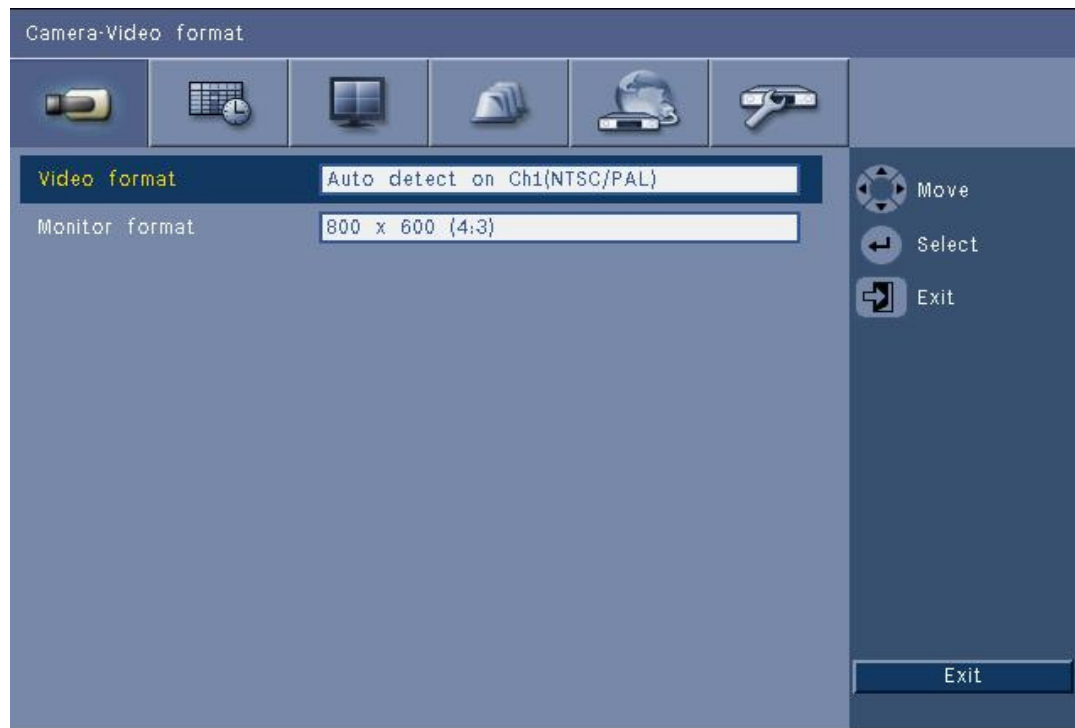 Camera-Video format
Video format
Auto detect on Ch1(NTSC/PAL)
Monitor format
800 x 600 (4:3)
Move
Select
Exit
Exit